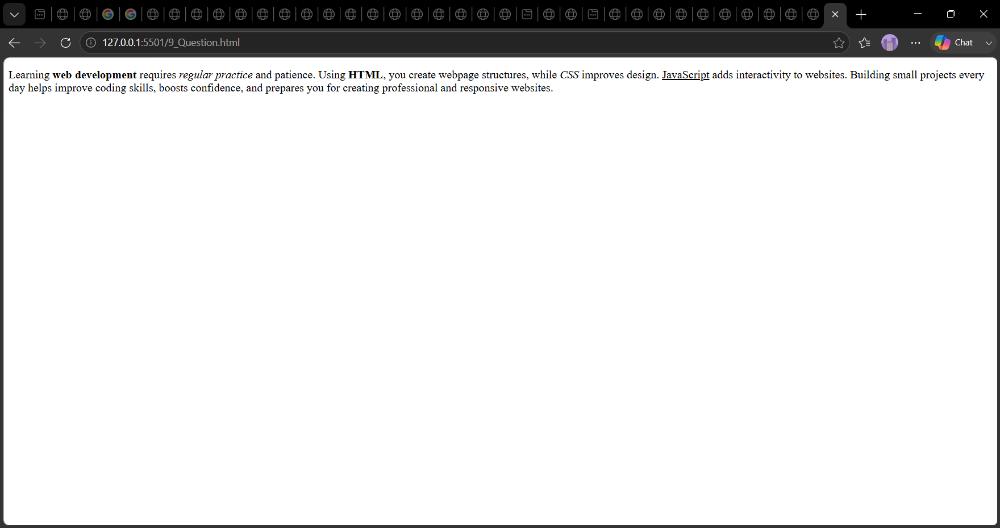 127.0.0.1:5501/9_Question.html
Chat
Learning web development requires regular practice and patience. Using HTML, you create webpage structures, while CSS improves design. JavaScript adds interactivity to websites. Building small projects every
day helps improve coding skills, boosts confidence, and prepares you for creating professional and responsive websites.